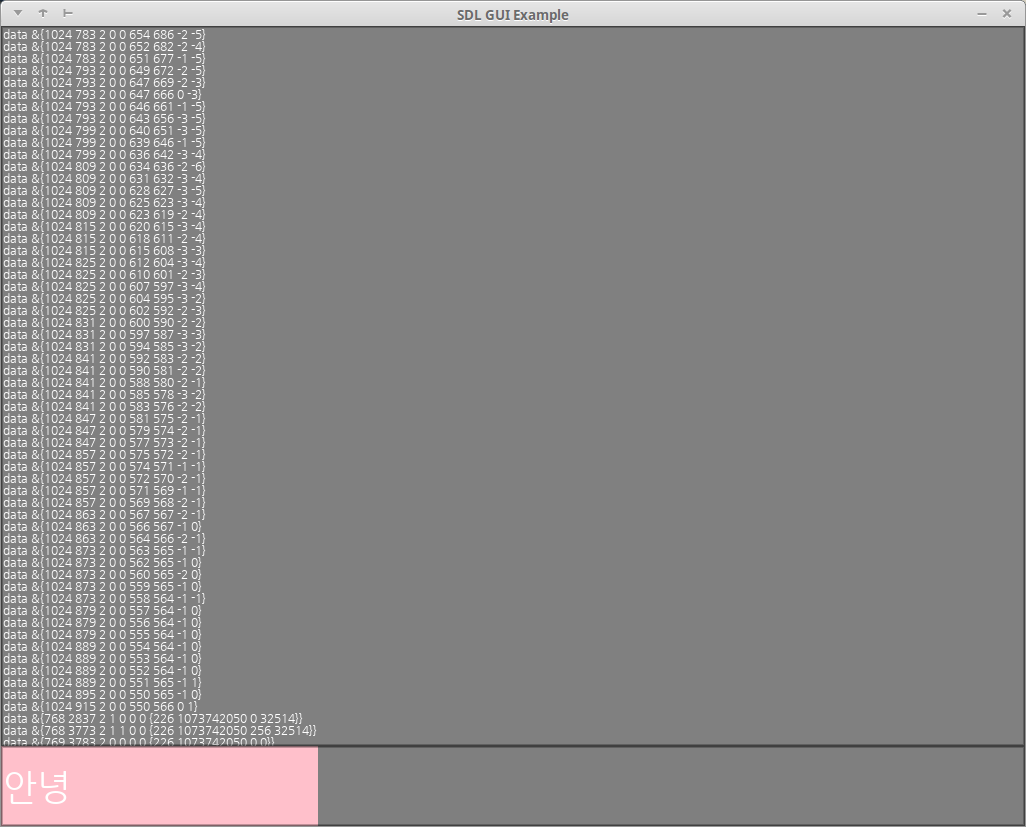 SDL GUI Example
data &{1024 783 2 0 0 654 686 -2 -5}
data &{1024 783 2 0 0 652 682 -2 -4}
data &{1024 783 2 0 0 651 677 -1 -5}
data &{1024 793 2 0 0 649 672 -2 -5}
data &{1024 793 2 0 0 647 669 -2 -3}
data &{1024 793 2 0 0 647 666 0 -3}
data &{1024 793 2 0 0 646 661 -1 -5}
data &{1024 793 2 0 0 643 656 -3 -5}
data &{1024 799 2 0 0 640 651 -3 -5}
data &{1024 799 2 0 0 639 646 -1 -5}
data &{1024 799 2 0 0 636 642 -3 -4}
data &{1024 809 2 0 0 634 636 -2 -6}
data &{1024 809 2 0 0 631 632 -3 -4}
data &{1024 809 2 0 0 628 627 -3 -5}
data &{1024 809 2 0 0 625 623 -3 -4}
data &{1024 809 2 0 0 623 619 -2 -4}
data &{1024 815 2 0 0 620 615 -3 -4}
data &{1024 815 2 0 0 618 611 -2 -4}
data &{1024 815 2 0 0 615 608 -3 -3}
data &{1024 825 2 0 0 612 604 -3 -4}
data &{1024 825 2 0 0 610 601 -2 -3}
data &{1024 825 2 0 0 607 597 -3 -4}
data &{1024 825 2 0 0 604 595 -3 -2}
data &{1024 825 2 0 0 602 592 -2 -3}
data &{1024 831 2 0 0 600 590 -2 -2}
data &{1024 831 2 0 0 597 587 -3 -3}
data &{1024 831 2 0 0 594 585 -3 -2}
data &{1024 841 2 0 0 592 583 -2 -2}
data &{1024 841 2 0 0 590 581 -2 -2}
data &{1024 841 2 0 0 588 580 -2 -1}
data &{1024 841 2 0 0 585 578 -3 -2}
data &{1024 841 2 0 0 583 576 -2 -2}
data &{1024 847 2 0 0 581 575 -2 -1}
data &{1024 847 2 0 0 579 574 -2 -1}
data &{1024 847 2 0 0 577 573 -2 -1}
data &{1024 857 2 0 0 575 572 -2 -1}
data &{1024 857 2 0 0 574 571 -1 -1}
data &{1024 857 2 0 0 572 570 -2 -1}
data &{1024 857 2 0 0 571 569 -1 -1}
data &{1024 857 2 0 0 569 568 -2 -1}
data &{1024 863 2 0 0 567 567 -2 -1}
data &{1024 863 2 0 0 566 567 -1 0}
data &{1024 863 2 0 0 564 566 -2 -1}
data &{1024 873 2 0 0 563 565 -1 -1}
data &{1024 873 2 0 0 562 565 -1 0}
data &{1024 873 2 0 0 560 565 -2 0}
data &{1024 873 2 0 0 559 565 -1 0}
data &{1024 873 2 0 0 558 564 -1 -1}
data &{1024 879 2 0 0 557 564 -1 0}
data &{1024 879 2 0 0 556 564 -1 0}
data &{1024 879 2 0 0 555 564 -1 0}
data &{1024 889 2 0 0 554 564 -1 0}
data &{1024 889 2 0 0 553 564 -1 0}
data &{1024 889 2 0 0 552 564 -1 0}
data &{1024 889 2 0 0 551 565 -1 1}
data &{1024 895 2 0 0 550 565 -1 0}
data &{1024 915 2 0 0 550 566 0 1}
data &{768 2837 2 1 0 0 0 {226 1073742050 0 32514}}
data &{768 3773 2 1 1 0 0 {226 1073742050 256 32514}}
data &{769 3783 2 0 0 0 0 {226 1073742050 0 0}}
안녕